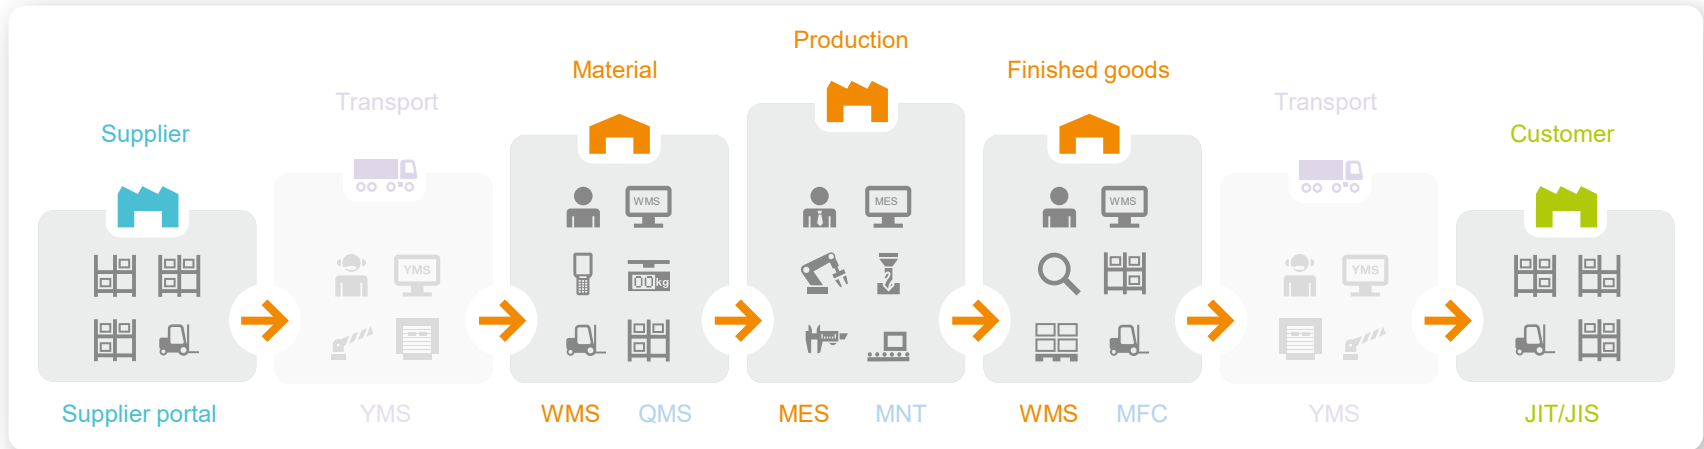 Production
Material
Finished goods
Transport
Transport
Supplier
Customer
WMS
MES
WMS
YMS
00kg
YMS
Supplier portal
YMS
WMS QMS
MES MNT
WMS MFC
YMS
JIT/JIS